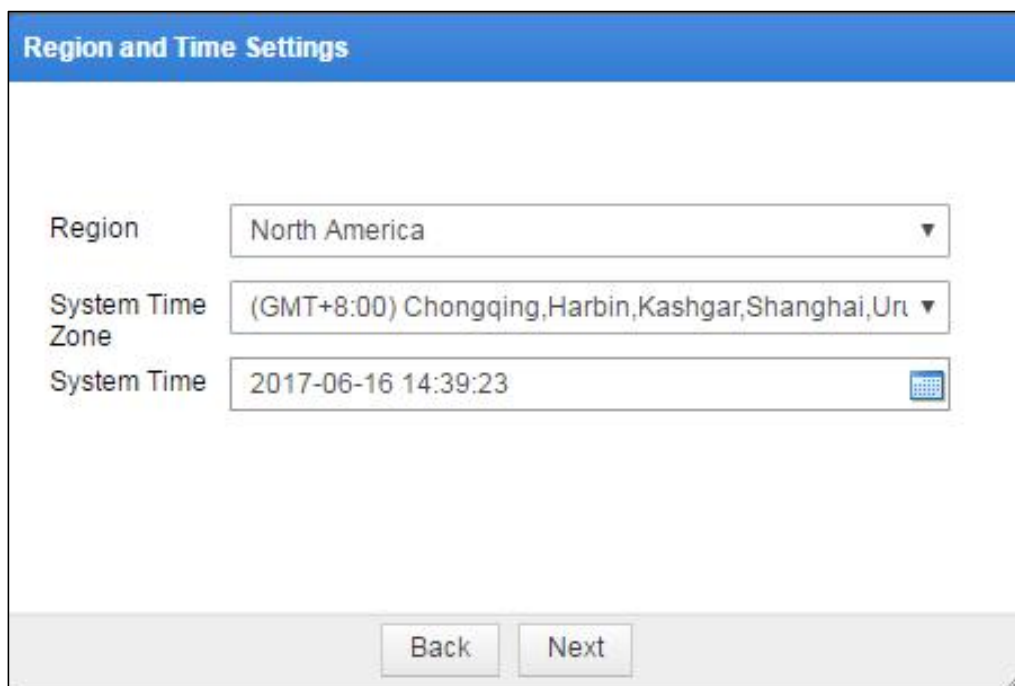 Region and Time Settings
Region
North America
System Time
Zone
(GMT+8:00) Chongqing,Harbin,Kashgar,Shanghai,
System Time
2017-06-16 14:39:23
Back
Next